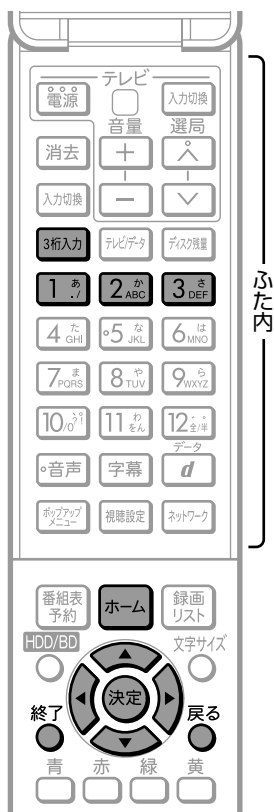 テレビ
電源 入力切換
音量 選局
消去 + ∧
入力切換 − ∨
3桁入力 テレビ/データ ディスク残量
1 あ ./ 2 か ABC 3 さ DEF
4 た GHI 5 な JKL 6 は MNO
7 ま PQRS 8 や TUV 9 ら WXYZ
10/0 ゛゜?! 11 わをん 12 、。全/半
データ
音声 字幕 d
ポップアップメニュー 視聴設定 ネットワーク
ふた内
番組表予約 ホーム 録画リスト
HDD/BD 文字サイズ
決定
終了 戻る
青 赤 緑 黄